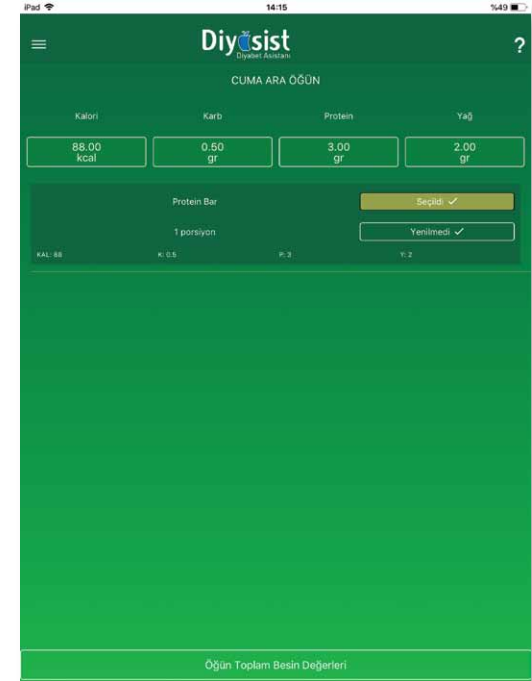 iPad 14:15 %49
Diyasist ?
Diyabet Asistanı
CUMA ARA ÖĞÜN
Kalori Karb Protein Yağ
88.00 0.50 3.00 2.00
kcal gr gr gr
Protein Bar Seçildi ✓
1 porsiyon Yenilmedi ✓
KAL: 88 K: 0.5 P: 3 Y: 2
Öğün Toplam Besin Değerleri